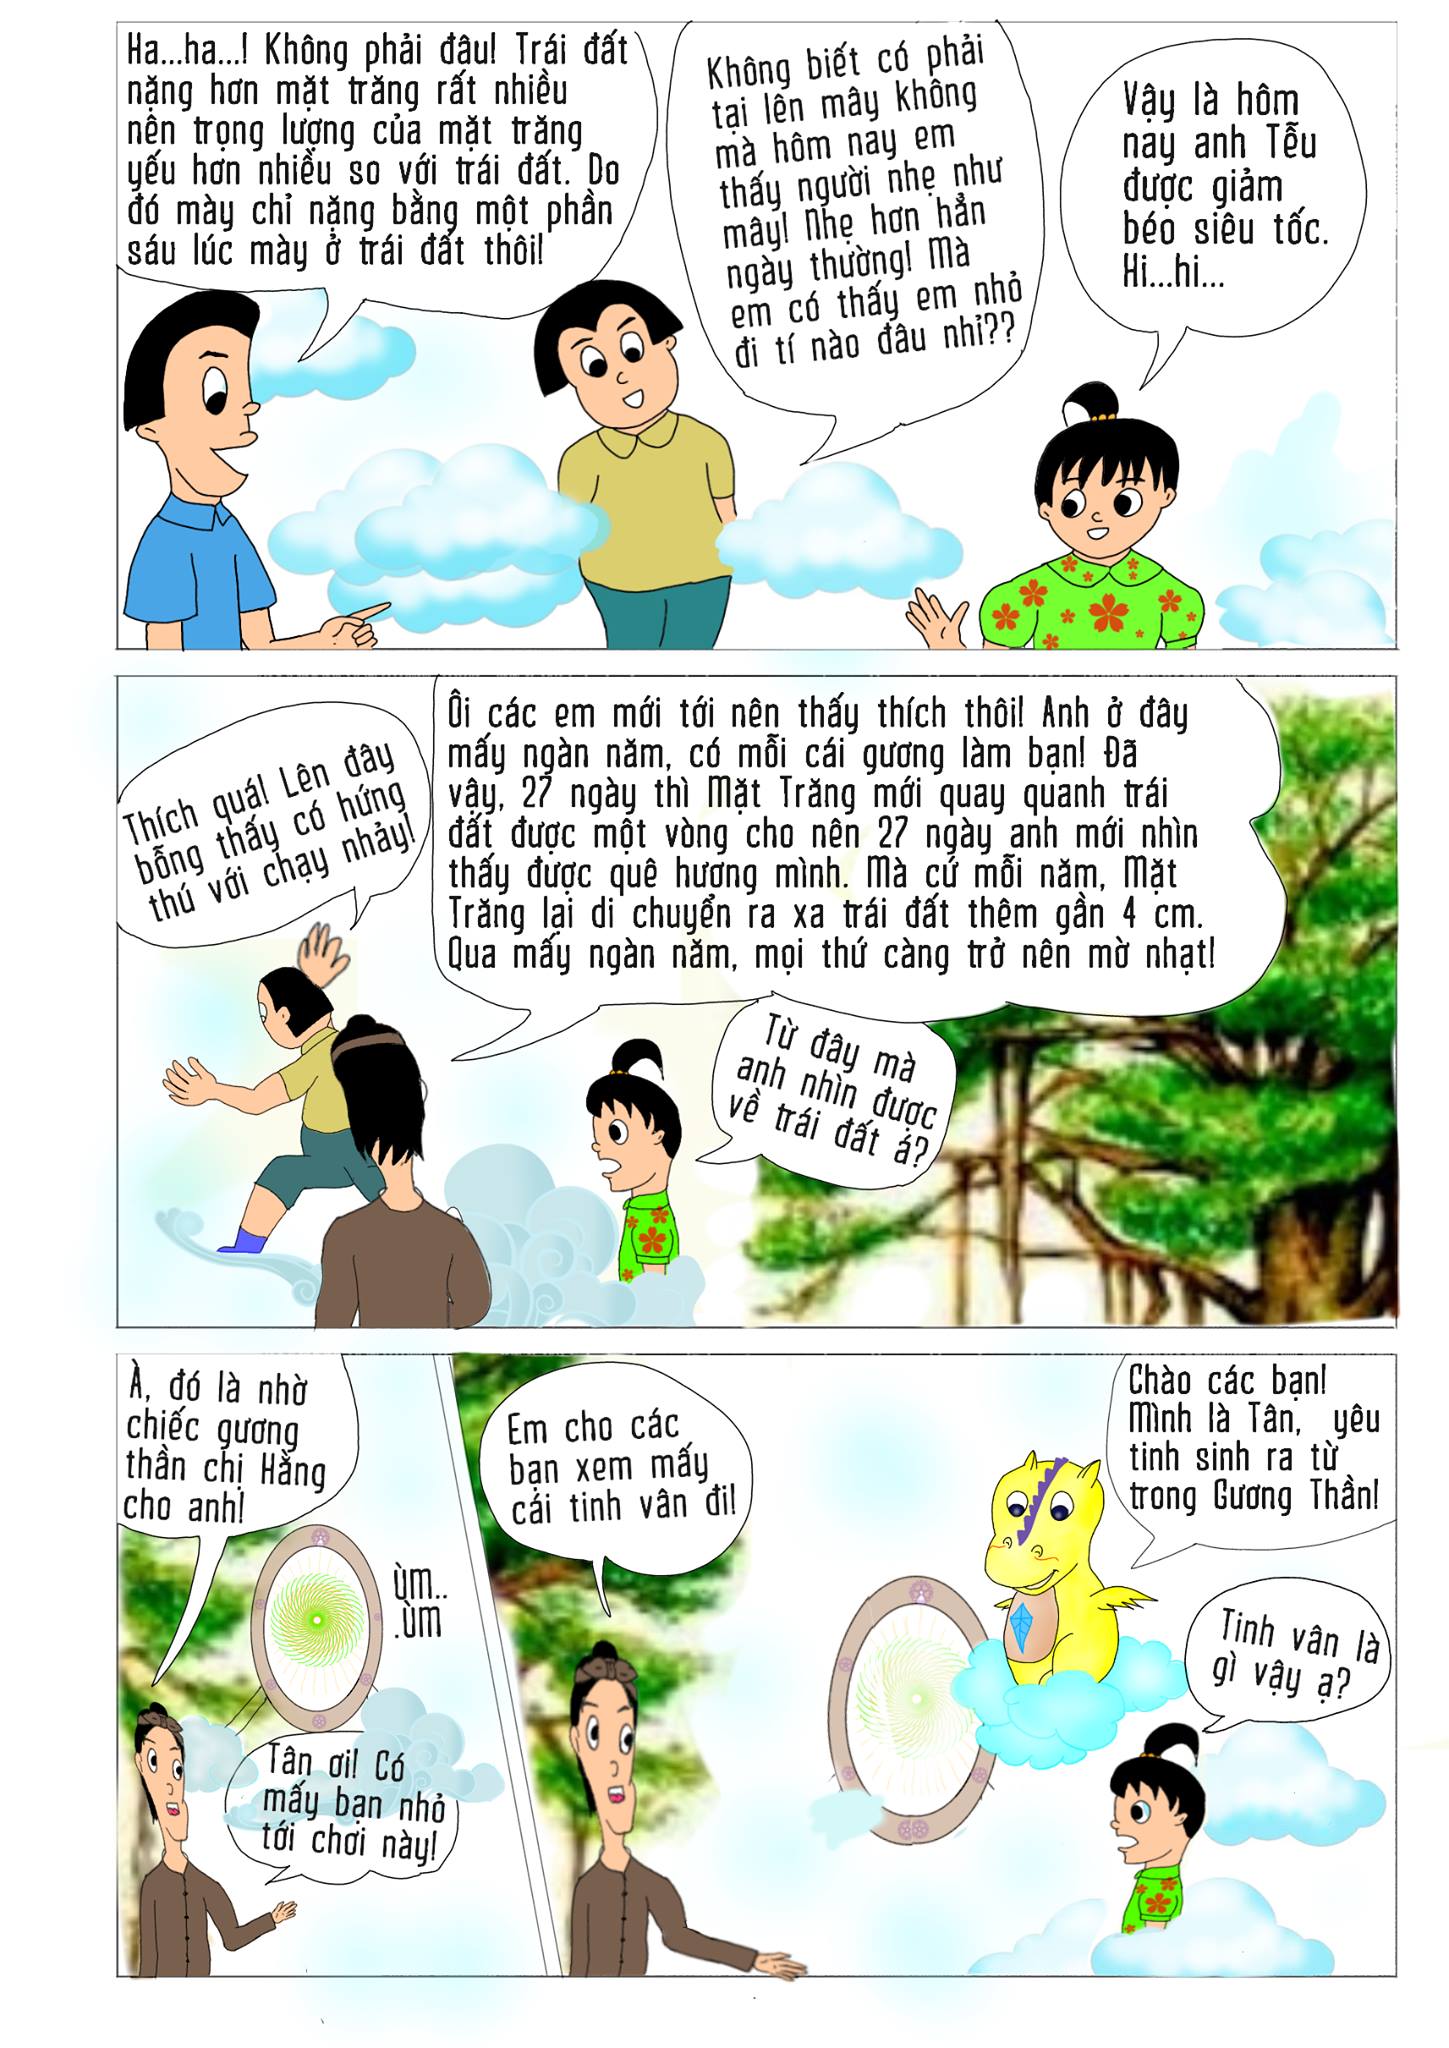 Ha...ha...! Không phải đâu! Trái đất
nặng hơn mặt trăng rất nhiều
nên trọng lượng của mặt trăng
yếu hơn nhiều so với trái đất. Do
đó mày chỉ nặng bằng một phần
sáu lúc mày ở trái đất thôi!
Không biết có phải
tại lên mây không
mà hôm nay em
thấy người nhẹ như
mây! Nhẹ hơn hẳn
ngày thường! Mà
em có thấy em nhỏ
đi tí nào đâu nhỉ??
Vậy là hôm
nay anh Tễu
được giảm
béo siêu tốc.
Hi...hi...
Thích quá! Lên đây
bỗng thấy có hứng
thú với chạy nhảy!
Ôi các em mới tới nên thấy thích thôi! Anh ở đây
mấy ngàn năm, có mỗi cái gương làm bạn! Đã
vậy, 27 ngày thì Mặt Trăng mới quay quanh trái
đất được một vòng cho nên 27 ngày anh mới nhìn
thấy được quê hương mình. Mà cứ mỗi năm, Mặt
Trăng lại di chuyển ra xa trái đất thêm gần 4 cm.
Qua mấy ngàn năm, mọi thứ càng trở nên mờ nhạt!
Từ đây mà
anh nhìn được
về trái đất á?
À, đó là nhờ
chiếc gương
thần chị Hằng
cho anh!
ùm..
.ùm
Tân ơi! Có
mấy bạn nhỏ
tới chơi này!
Em cho các
bạn xem mấy
cái tinh vân đi!
Chào các bạn!
Mình là Tân, yêu
tinh sinh ra từ
trong Gương Thần!
Tinh vân là
gì vậy ạ?